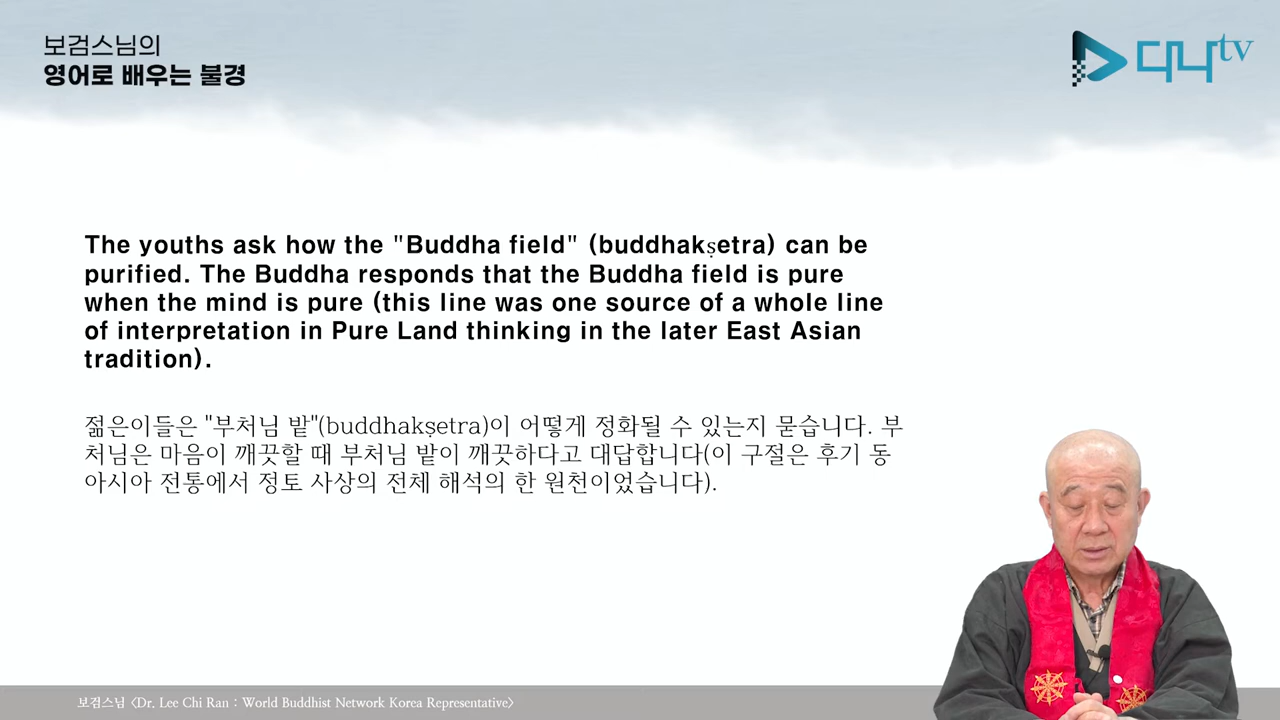 보검스님의
영어로 배우는 불경
다나tv
The youths ask how the "Buddha field" (buddhakṣetra) can be
purified. The Buddha responds that the Buddha field is pure
when the mind is pure (this line was one source of a whole line
of interpretation in Pure Land thinking in the later East Asian
tradition).
젊은이들은 "부처님 밭"(buddhakṣetra)이 어떻게 정화될 수 있는지 묻습니다. 부
처님은 마음이 깨끗할 때 부처님 밭이 깨끗하다고 대답합니다(이 구절은 후기 동
아시아 전통에서 정토 사상의 전체 해석의 한 원천이었습니다).
보검스님 <Dr. Lee Chi Ran : World Buddhist Network Korea Representative>